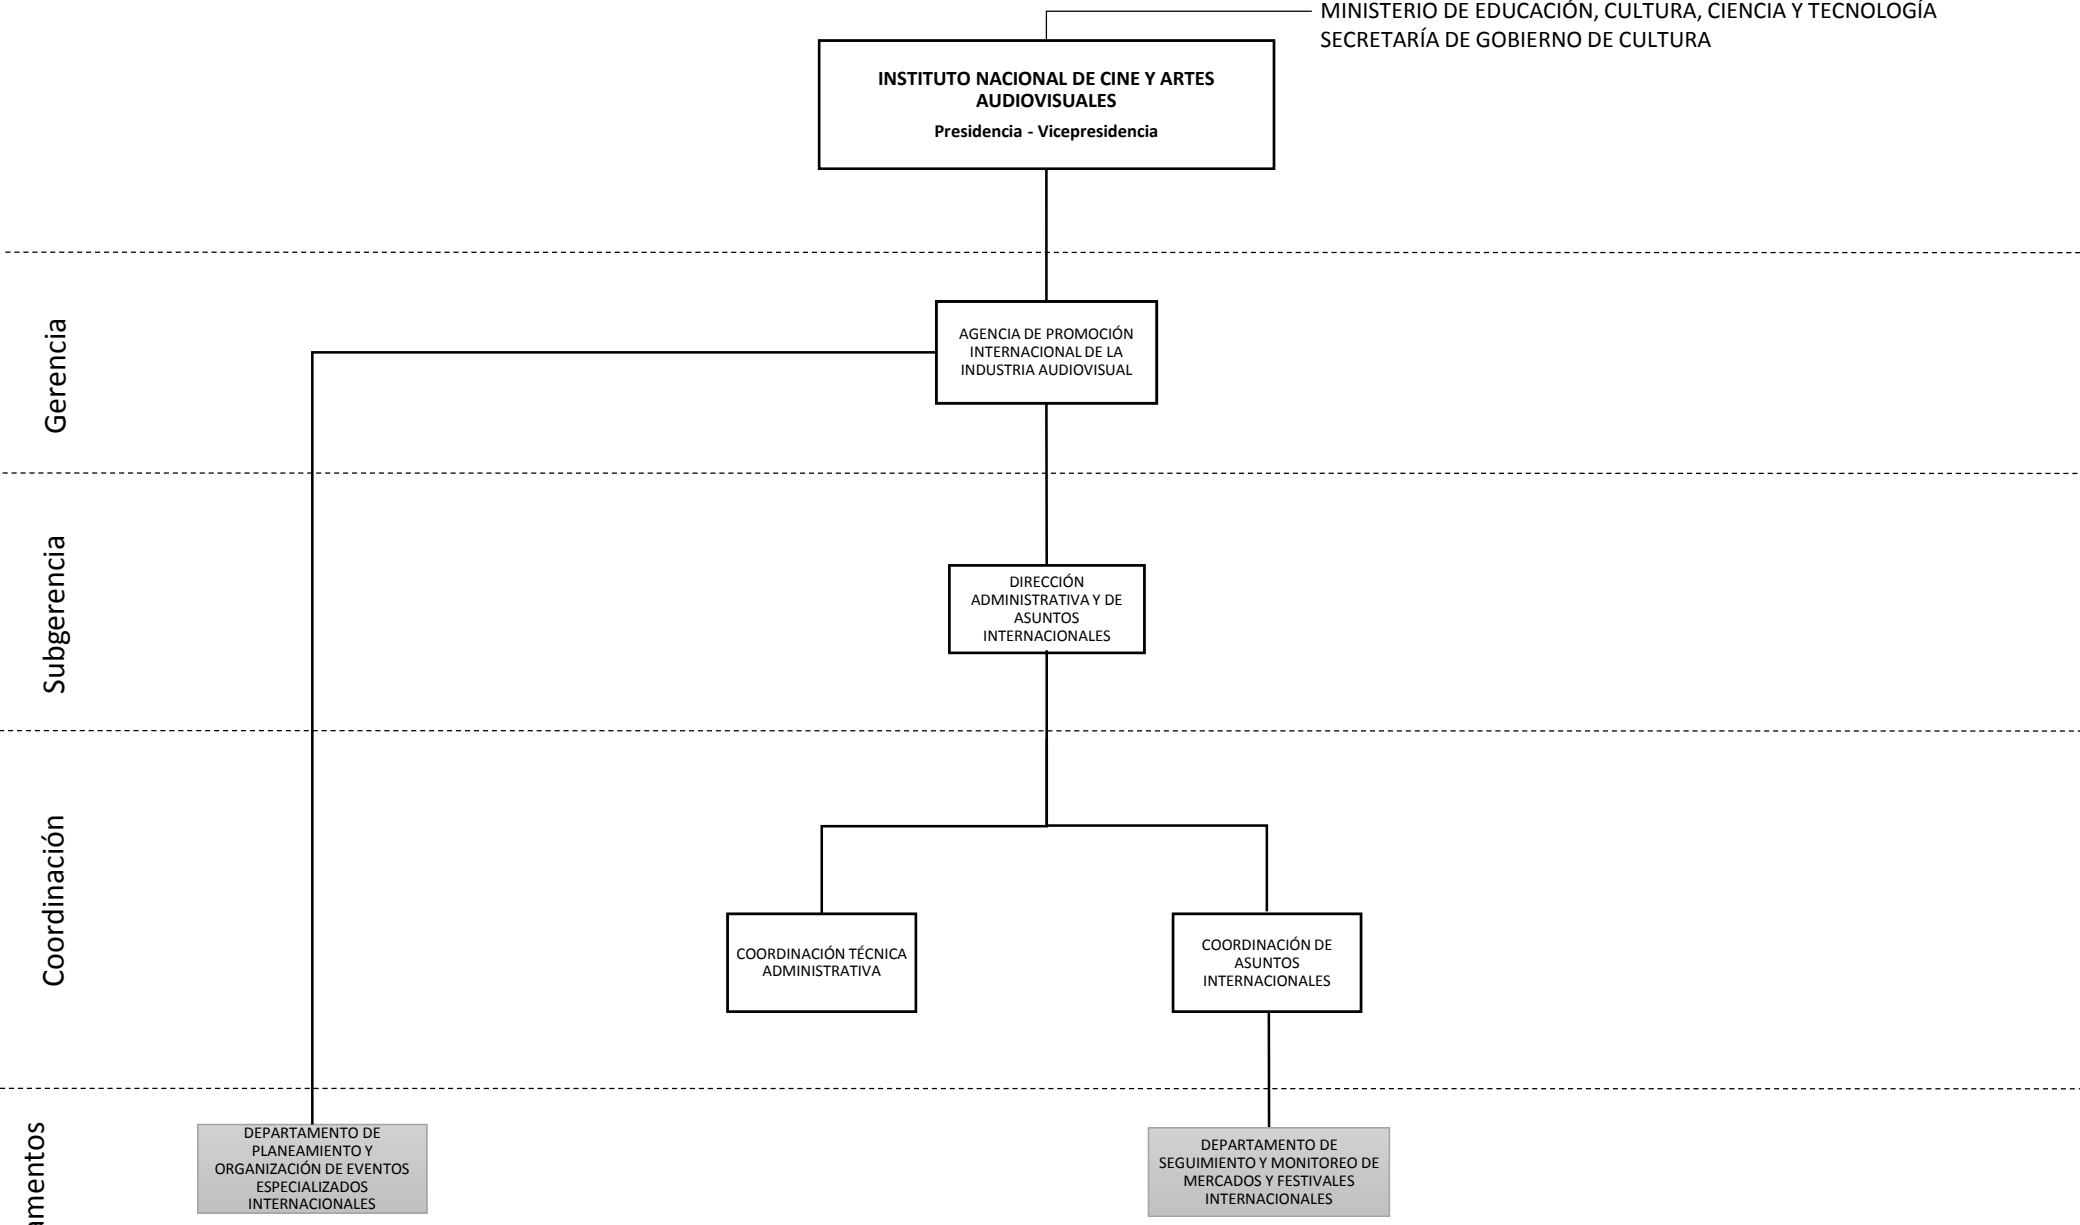 MINISTERIO DE EDUCACIÓN, CULTURA, CIENCIA Y TECNOLOGÍA
SECRETARÍA DE GOBIERNO DE CULTURA
INSTITUTO NACIONAL DE CINE Y ARTES
AUDIOVISUALES
Presidencia - Vicepresidencia
Gerencia
AGENCIA DE PROMOCIÓN
INTERNACIONAL DE LA
INDUSTRIA AUDIOVISUAL
Subgerencia
DIRECCIÓN
ADMINISTRATIVA Y DE
ASUNTOS
INTERNACIONALES
Coordinación
COORDINACIÓN TÉCNICA
ADMINISTRATIVA
COORDINACIÓN DE
ASUNTOS
INTERNACIONALES
DEPARTAMENTO DE
PLANEAMIENTO Y
ORGANIZACIÓN DE EVENTOS
ESPECIALIZADOS
INTERNACIONALES
DEPARTAMENTO DE
SEGUIMIENTO Y MONITOREO DE
MERCADOS Y FESTIVALES
INTERNACIONALES